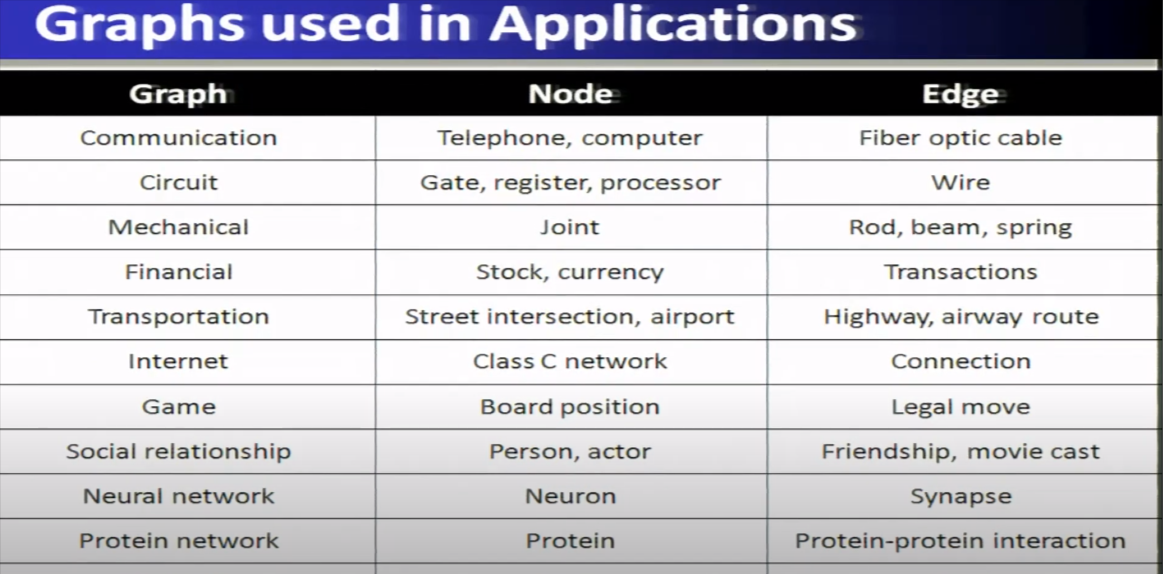 Graphs used in Applications
Graph Node Edge
Communication Telephone, computer Fiber optic cable
Circuit Gate, register, processor Wire
Mechanical Joint Rod, beam, spring
Financial Stock, currency Transactions
Transportation Street intersection, airport Highway, airway route
Internet Class C network Connection
Game Board position Legal move
Social relationship Person, actor Friendship, movie cast
Neural network Neuron Synapse
Protein network Protein Protein-protein interaction